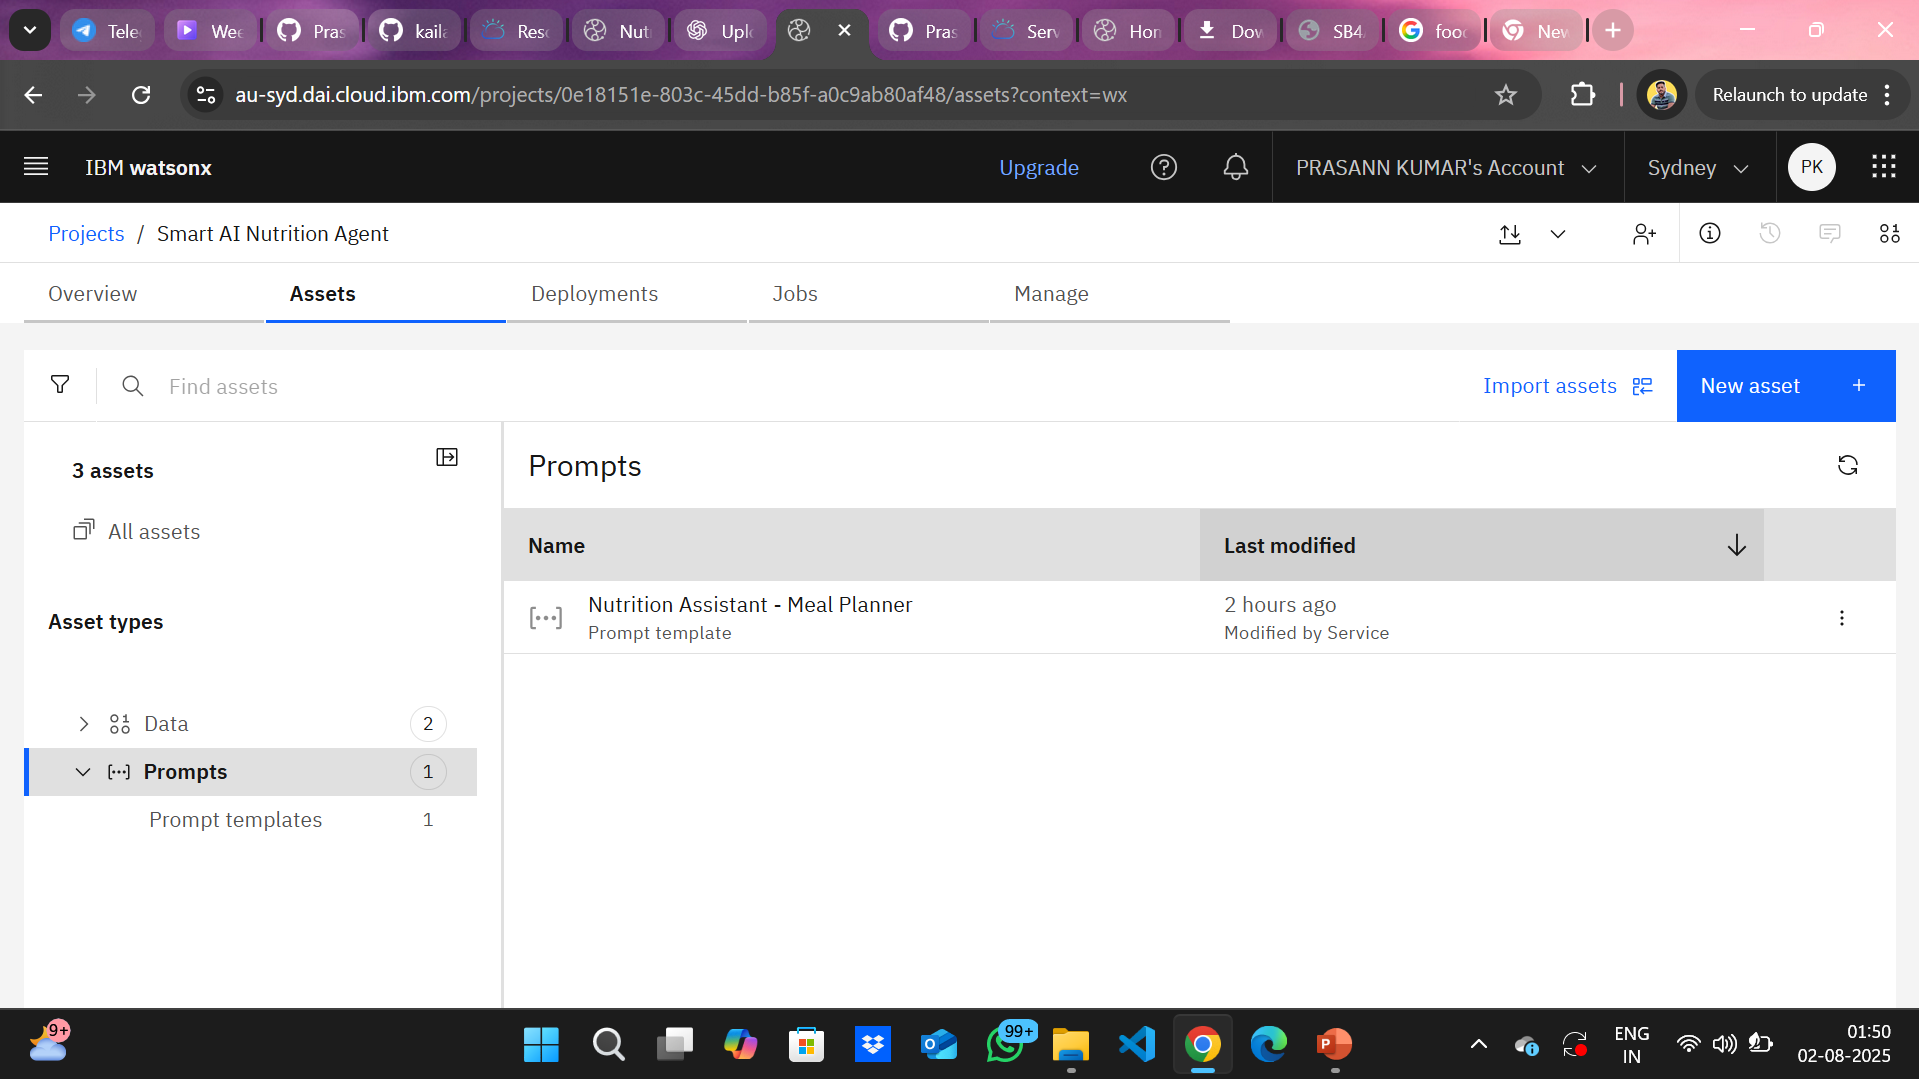 Tele
Wee
Pras
kaila
Reso
Nut
Uplo
Pras
Serv
Hon
Dow
SB4
food
New
au-syd.dai.cloud.ibm.com/projects/0e18151e-803c-45dd-b85f-a0c9ab80af48/assets?context=wx
Relaunch to update
IBM watsonx
Upgrade
PRASANN KUMAR's Account
Sydney
PK
Projects / Smart AI Nutrition Agent
Overview
Assets
Deployments
Jobs
Manage
Find assets
Import assets
New asset +
3 assets
All assets
Asset types
Data 2
Prompts 1
Prompt templates 1
Prompts
Name
Last modified
Nutrition Assistant - Meal Planner
Prompt template
2 hours ago
Modified by Service
9+
99+
ENG
IN
01:50
02-08-2025